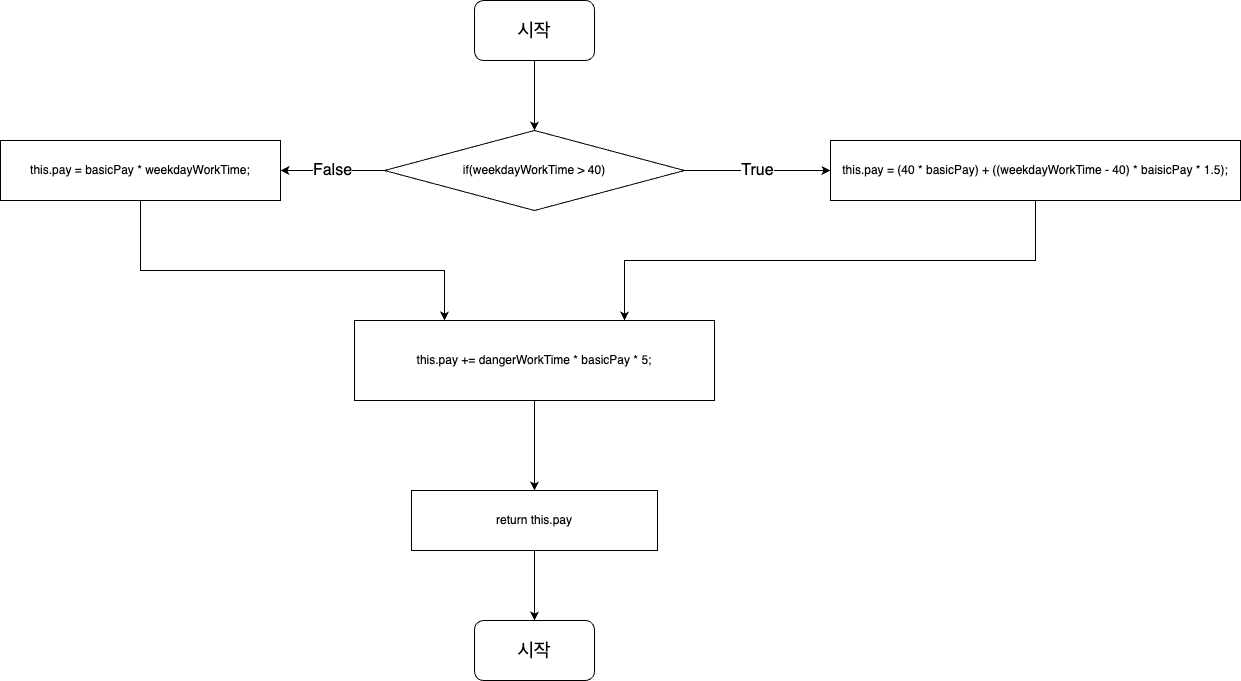 시작
if(weekdayWorkTime > 40)
False
True
this.pay = basicPay * weekdayWorkTime;
this.pay = (40 * basicPay) + ((weekdayWorkTime - 40) * baisicPay * 1.5);
this.pay += dangerWorkTime * basicPay * 5;
return this.pay
시작